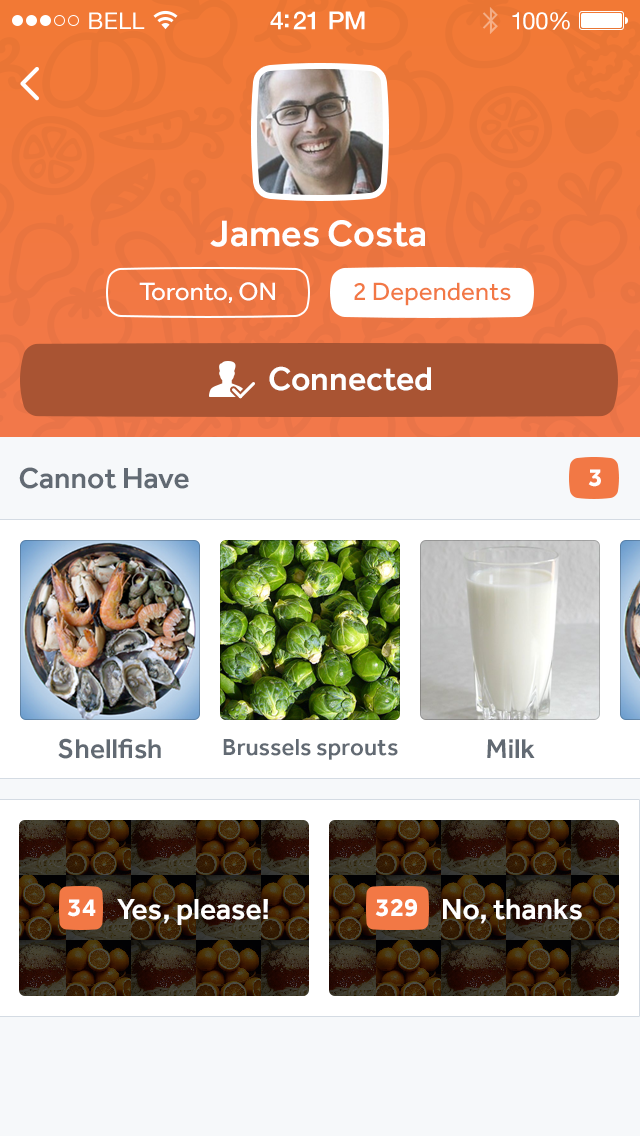 BELL 4:21 PM 100%
James Costa
Toronto, ON 2 Dependents
Connected
Cannot Have 3
Shellfish Brussels sprouts Milk
34 Yes, please! 329 No, thanks